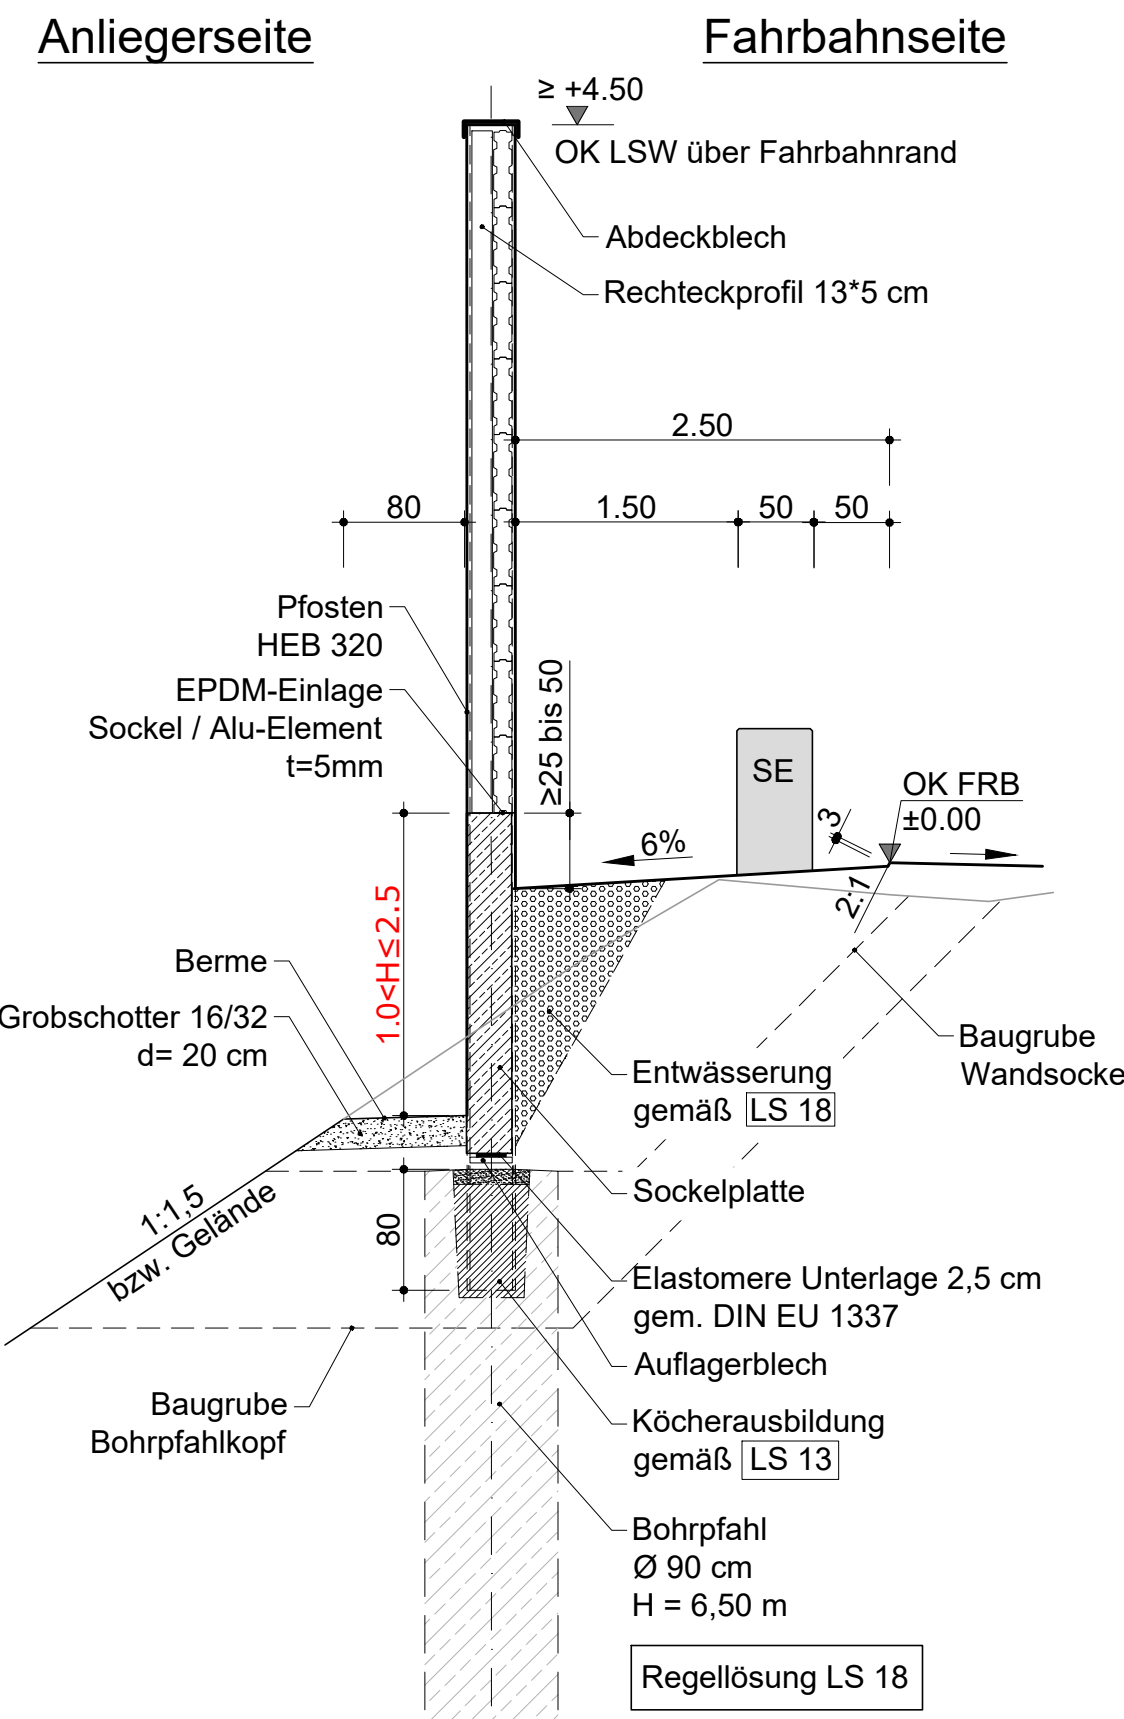 Anliegerseite
Fahrbahnseite
≥ +4.50
OK LSW über Fahrbahnrand
Abdeckblech
Rechteckprofil 13*5 cm
2.50
80
1.50
50
50
Pfosten
HEB 320
EPDM-Einlage
Sockel / Alu-Element
t=5mm
≥25 bis 50
SE
OK FRB
±0.00
3
6%
2:1
1.0<H≤2.5
Berme
Grobschotter 16/32
d= 20 cm
Baugrube
Wandsocke
Entwässerung
gemäß LS 18
Sockelplatte
1:1,5
bzw. Gelände
80
Elastomere Unterlage 2,5 cm
gem. DIN EU 1337
Auflagerblech
Baugrube
Bohrpfahlkopf
Köcherausbildung
gemäß LS 13
Bohrpfahl
Ø 90 cm
H = 6,50 m
Regellösung LS 18